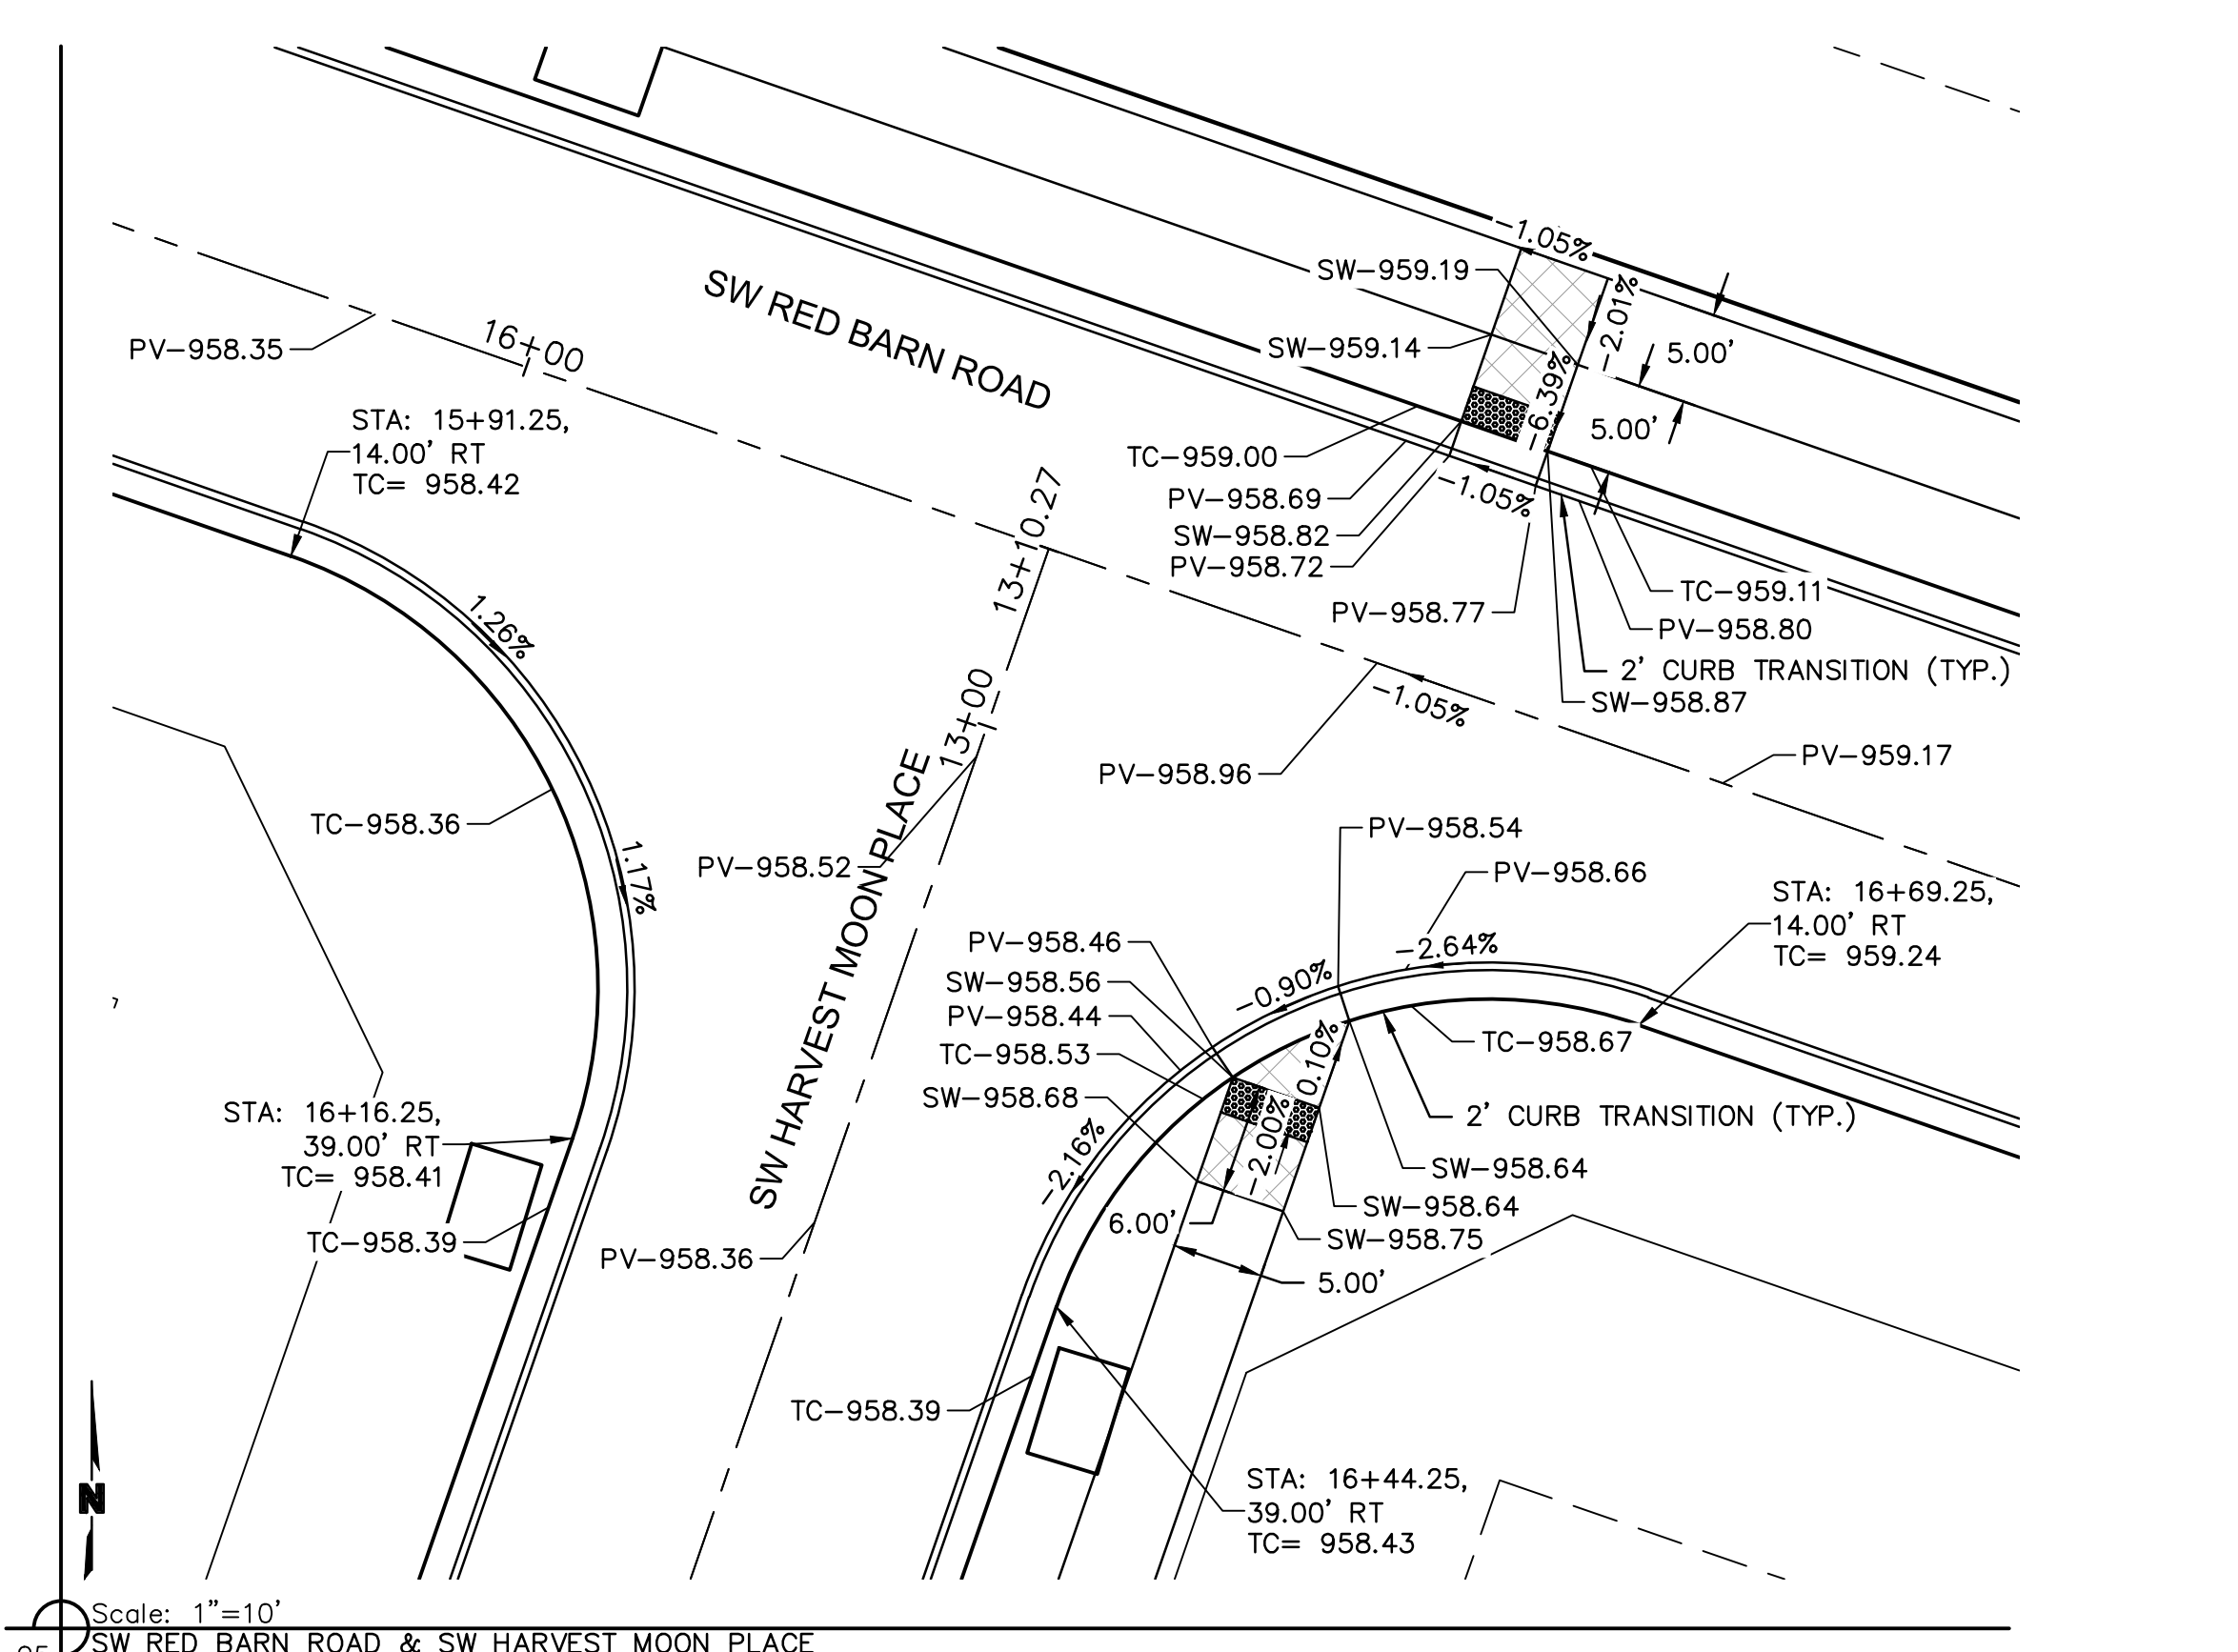 -1.05%
SW-959.19
-2.01%
SW-959.14
5.00'
-6.39%
5.00'
PV-958.35
16+00
SW RED BARN ROAD
STA: 15+91.25,
14.00' RT
TC= 958.42
TC-959.00
PV-958.69
-1.05%
SW-958.82
PV-958.72
13+10.27
PV-958.77
TC-959.11
PV-958.80
2' CURB TRANSITION (TYP.)
SW-958.87
1.26%
13+00
-1.05%
PV-959.17
PV-958.96
TC-958.36
PV-958.52
SW HARVEST MOON PLACE
1.17%
PV-958.54
PV-958.66
STA: 16+69.25,
14.00' RT
TC= 959.24
PV-958.46
-2.64%
SW-958.56
-0.90%
PV-958.44
TC-958.53
0.10%
TC-958.67
SW-958.68
2' CURB TRANSITION (TYP.)
-2.00%
-2.16%
STA: 16+16.25,
39.00' RT
TC= 958.41
SW-958.64
SW-958.64
6.00'
SW-958.75
TC-958.39
PV-958.36
5.00'
TC-958.39
STA: 16+44.25,
39.00' RT
TC= 958.43
N
Scale: 1"=10'
SW RED BARN ROAD & SW HARVEST MOON PLACE